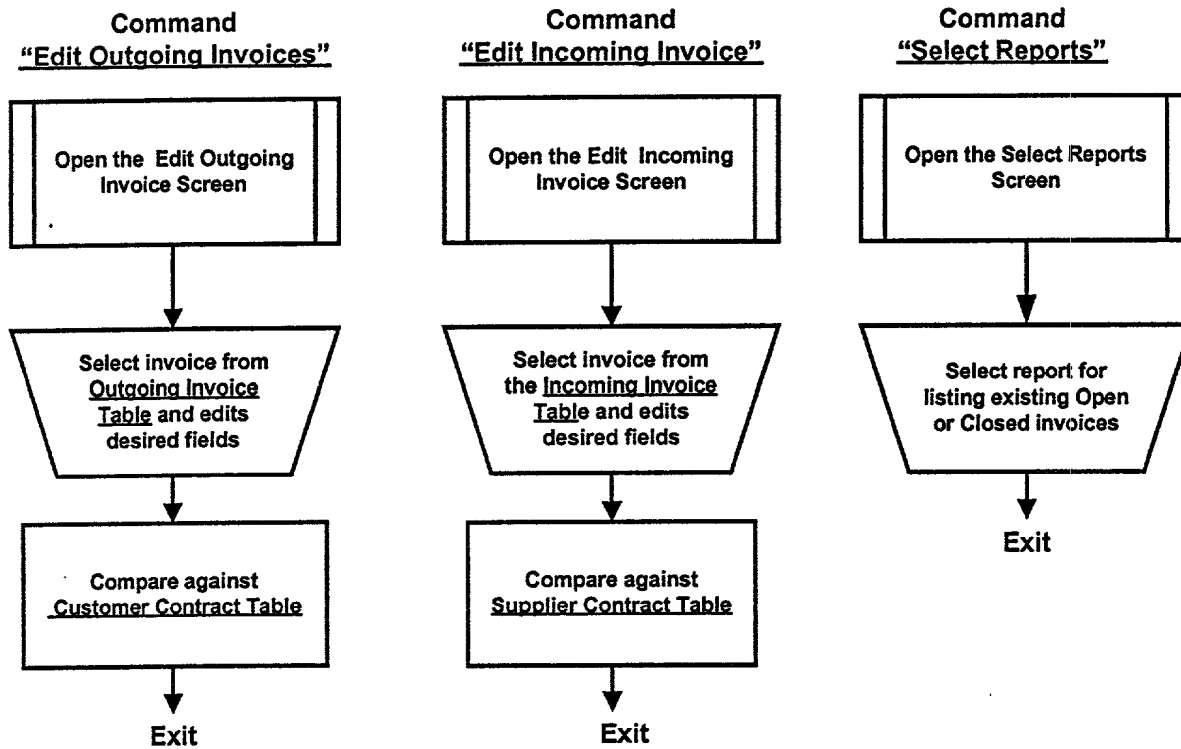 Command
“Edit Outgoing Invoices”
Open the Edit Outgoing
Invoice Screen
Select invoice from
Outgoing Invoice
Table and edits
desired fields
Compare against
Customer Contract Table
Exit
Command
“Edit Incoming Invoice”
Open the Edit Incoming
Invoice Screen
Select invoice from
the Incoming Invoice
Table and edits
desired fields
Compare against
Supplier Contract Table
Exit
Command
“Select Reports”
Open the Select Reports
Screen
Select report for
listing existing Open
or Closed invoices
Exit